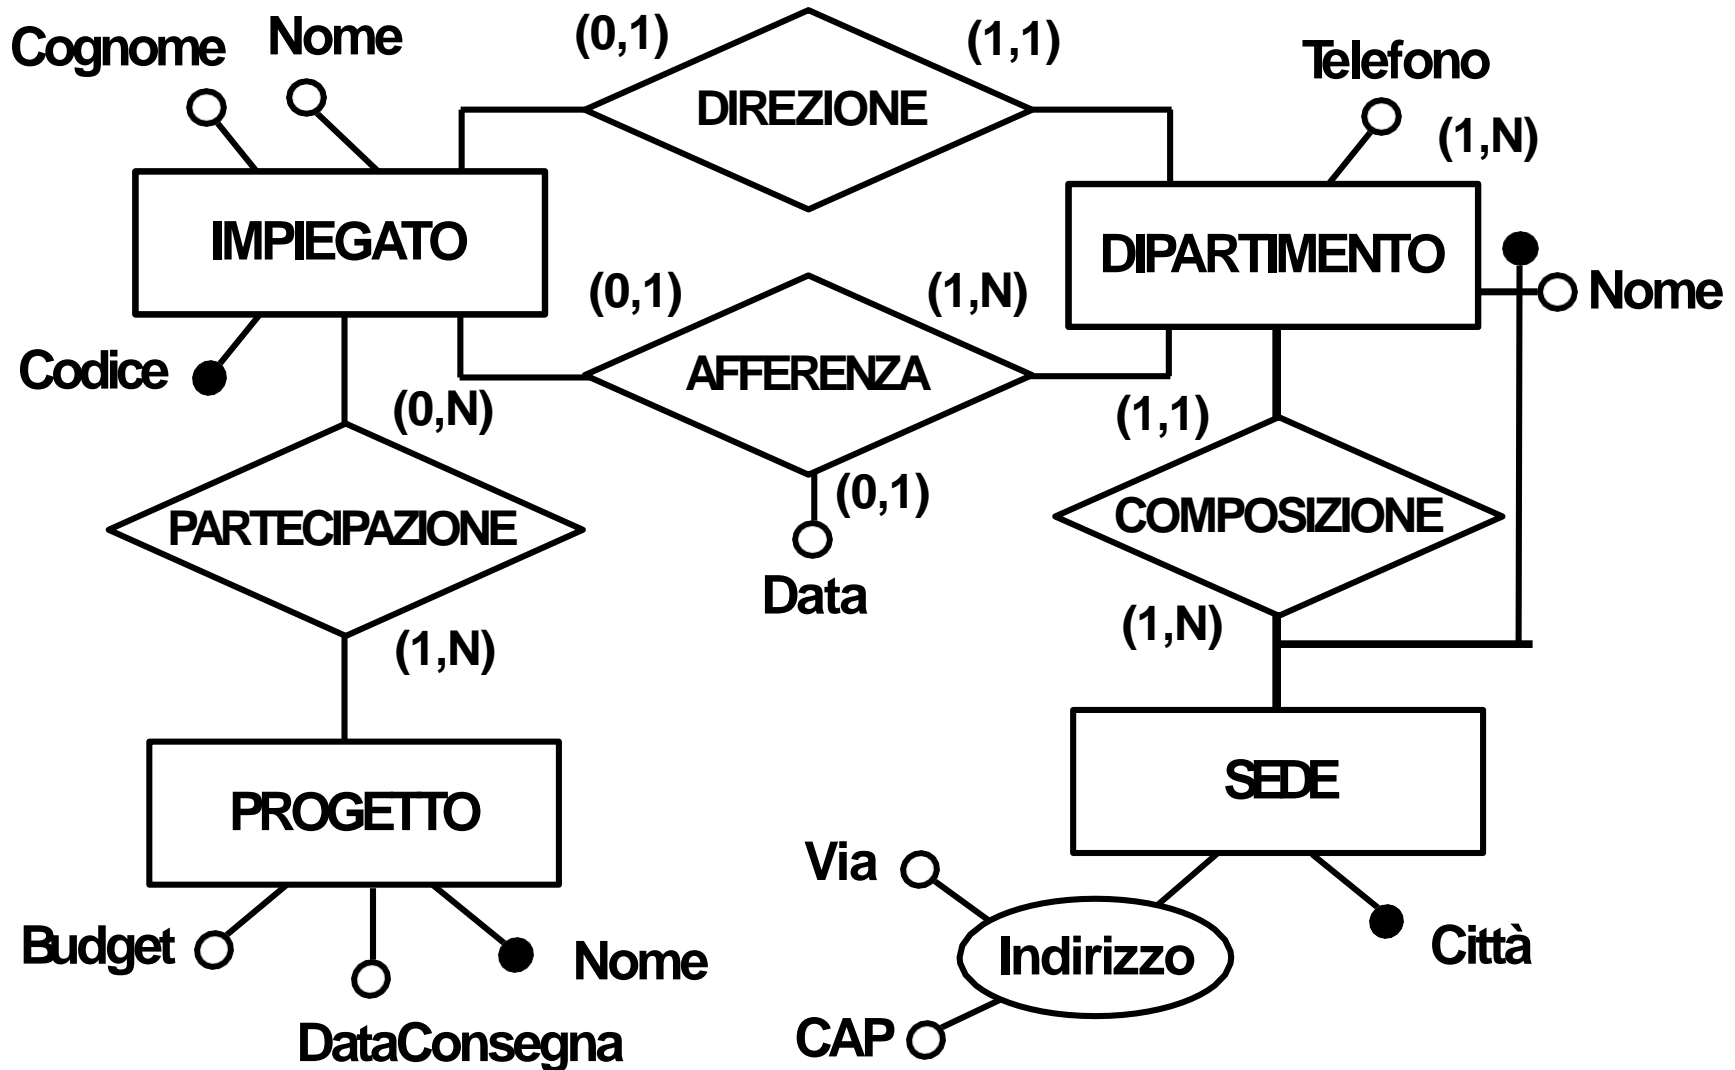 Cognome
Nome
(0,1)
DIREZIONE
(1,1)
Telefono
(1,N)
IMPIEGATO
DIPARTIMENTO
Nome
(0,1)
AFFERENZA
(1,N)
Codice
(0,N)
(0,1)
Data
(1,1)
PARTECIPAZIONE
COMPOSIZIONE
(1,N)
(1,N)
PROGETTO
SEDE
Budget
DataConsegna
Nome
Via
Indirizzo
CAP
Città